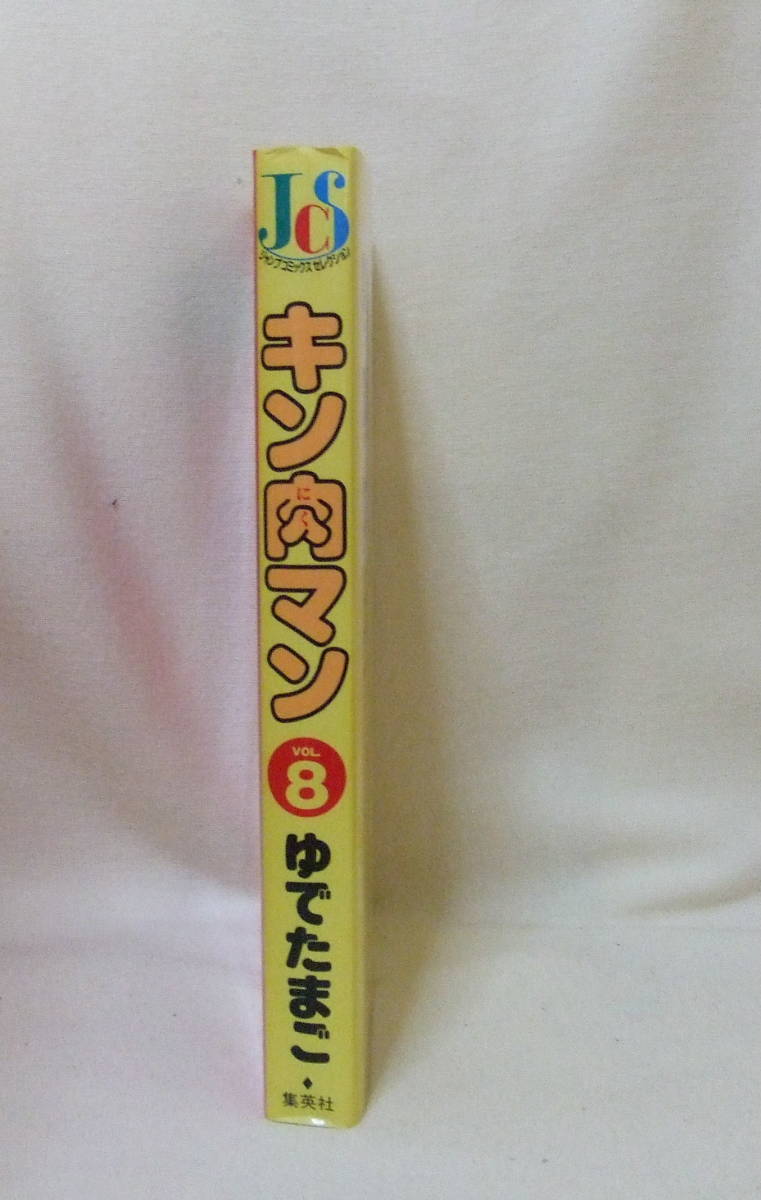 JCS
ジャンプコミックスセレクション
キン肉マン
にく
VOL.
8
ゆでたまご
集英社